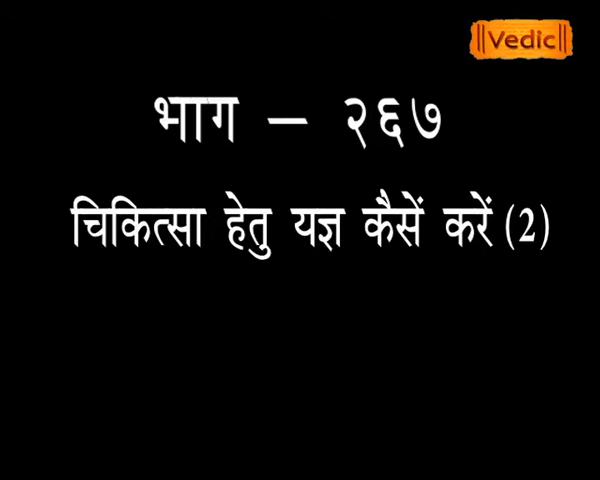 ||Vedic||
भाग – २६७
चिकित्सा हेतु यज्ञ कैसें करें (2)